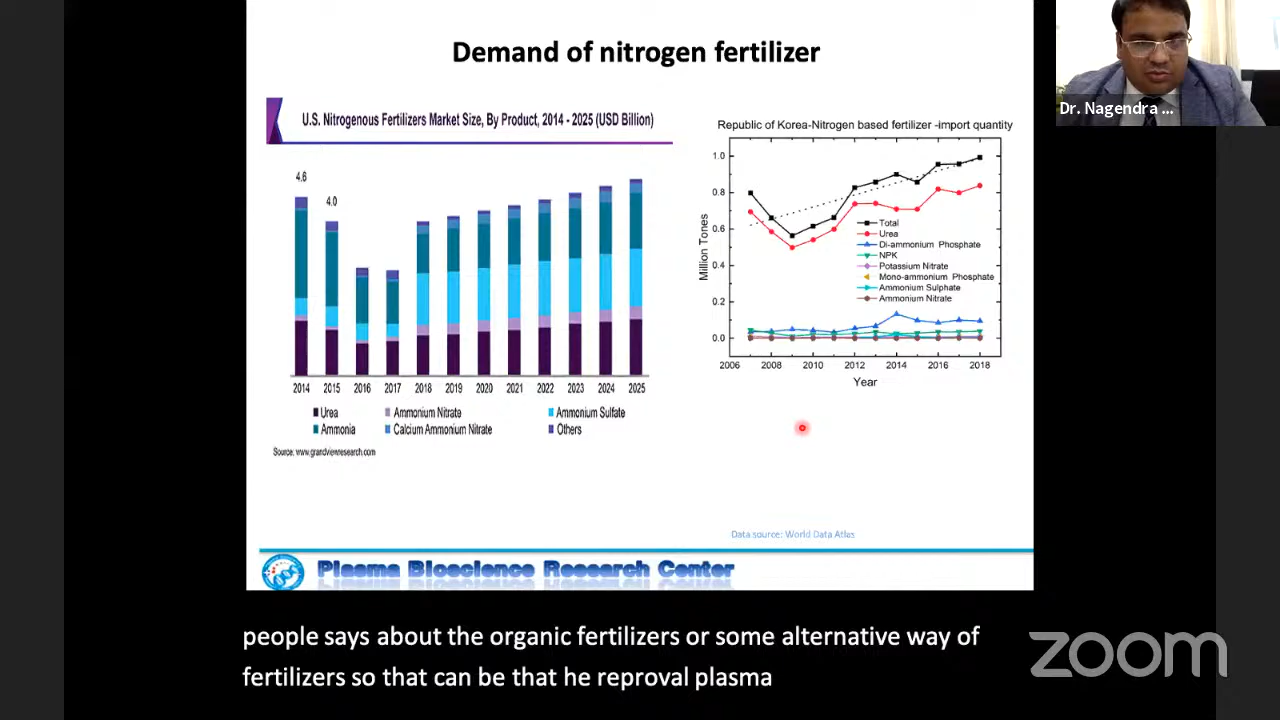 Demand of nitrogen fertilizer
Dr. Nagendra ...
U.S. Nitrogenous Fertilizers Market Size, By Product, 2014 - 2025 (USD Billion)
4.6
4.0
2014 2015 2016 2017 2018 2019 2020 2021 2022 2023 2024 2025
Urea Ammonium Nitrate Ammonium Sulfate
Ammonia Calcium Ammonium Nitrate Others
Source: www.grandviewresearch.com
Republic of Korea-Nitrogen based fertilizer -import quantity
Million Tones
1.0
0.8
0.6
0.4
0.2
0.0
Total
Urea
Di-ammonium Phosphate
NPK
Potassium Nitrate
Mono-ammonium Phosphate
Ammonium Sulphate
Ammonium Nitrate
2006 2008 2010 2012 2014 2016 2018
Year
Data source: World Data Atlas
Plasma Bioscience Research Center
people says about the organic fertilizers or some alternative way of
fertilizers so that can be that he reproval plasma
zoom